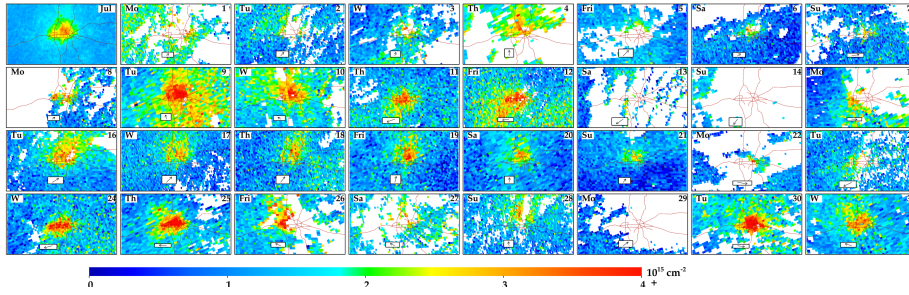 Jul Mo 1 Tu 2 W 3 Th 4 Fri 5 Sa 6 Su
Mo 8 Tu 9 W 10 Th 11 Fri 12 Sa 13 Su 14 Mo
Tu 16 W 17 Th 18 Fri 19 Sa 20 Su 21 Mo 22 Tu
W 24 Th 25 Fri 26 Sa 27 Su 28 Mo 29 Tu 30 W
0 1 2 3 4 10¹⁵ cm⁻²
+